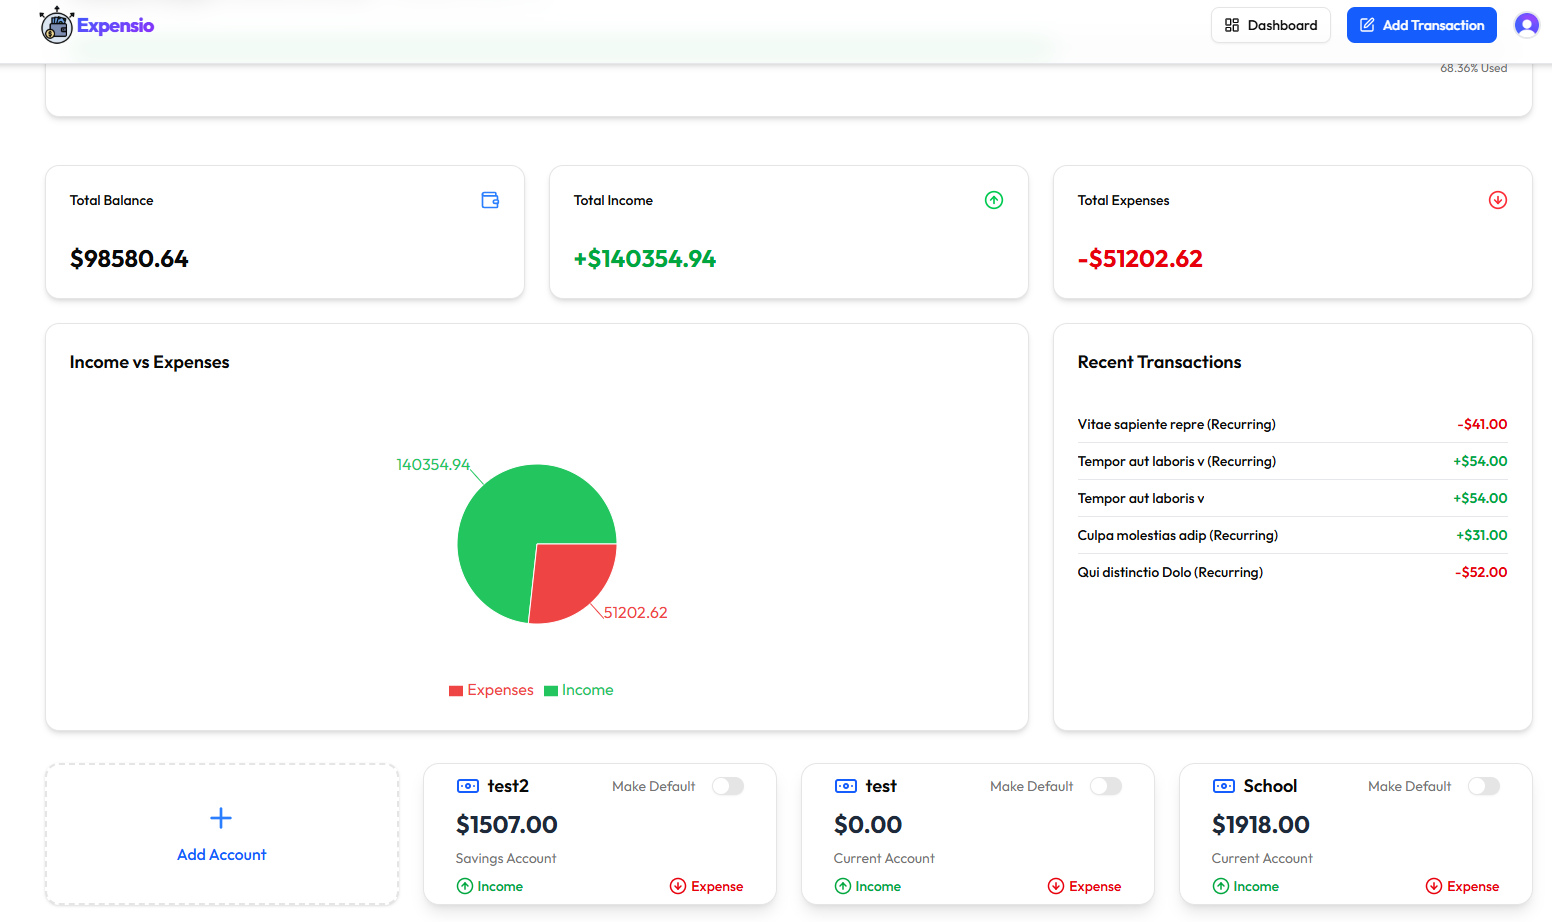 Expensio
Dashboard
Add Transaction
68.36% Used
Total Balance
$98580.64
Total Income
+$140354.94
Total Expenses
-$51202.62
Income vs Expenses
140354.94
51202.62
Expenses
Income
Recent Transactions
Vitae sapiente repre (Recurring) -$41.00
Tempor aut laboris v (Recurring) +$54.00
Tempor aut laboris v +$54.00
Culpa molestias adip (Recurring) +$31.00
Qui distinctio Dolo (Recurring) -$52.00
Add Account
test2 Make Default
$1507.00
Savings Account
Income Expense
test Make Default
$0.00
Current Account
Income Expense
School Make Default
$1918.00
Current Account
Income Expense